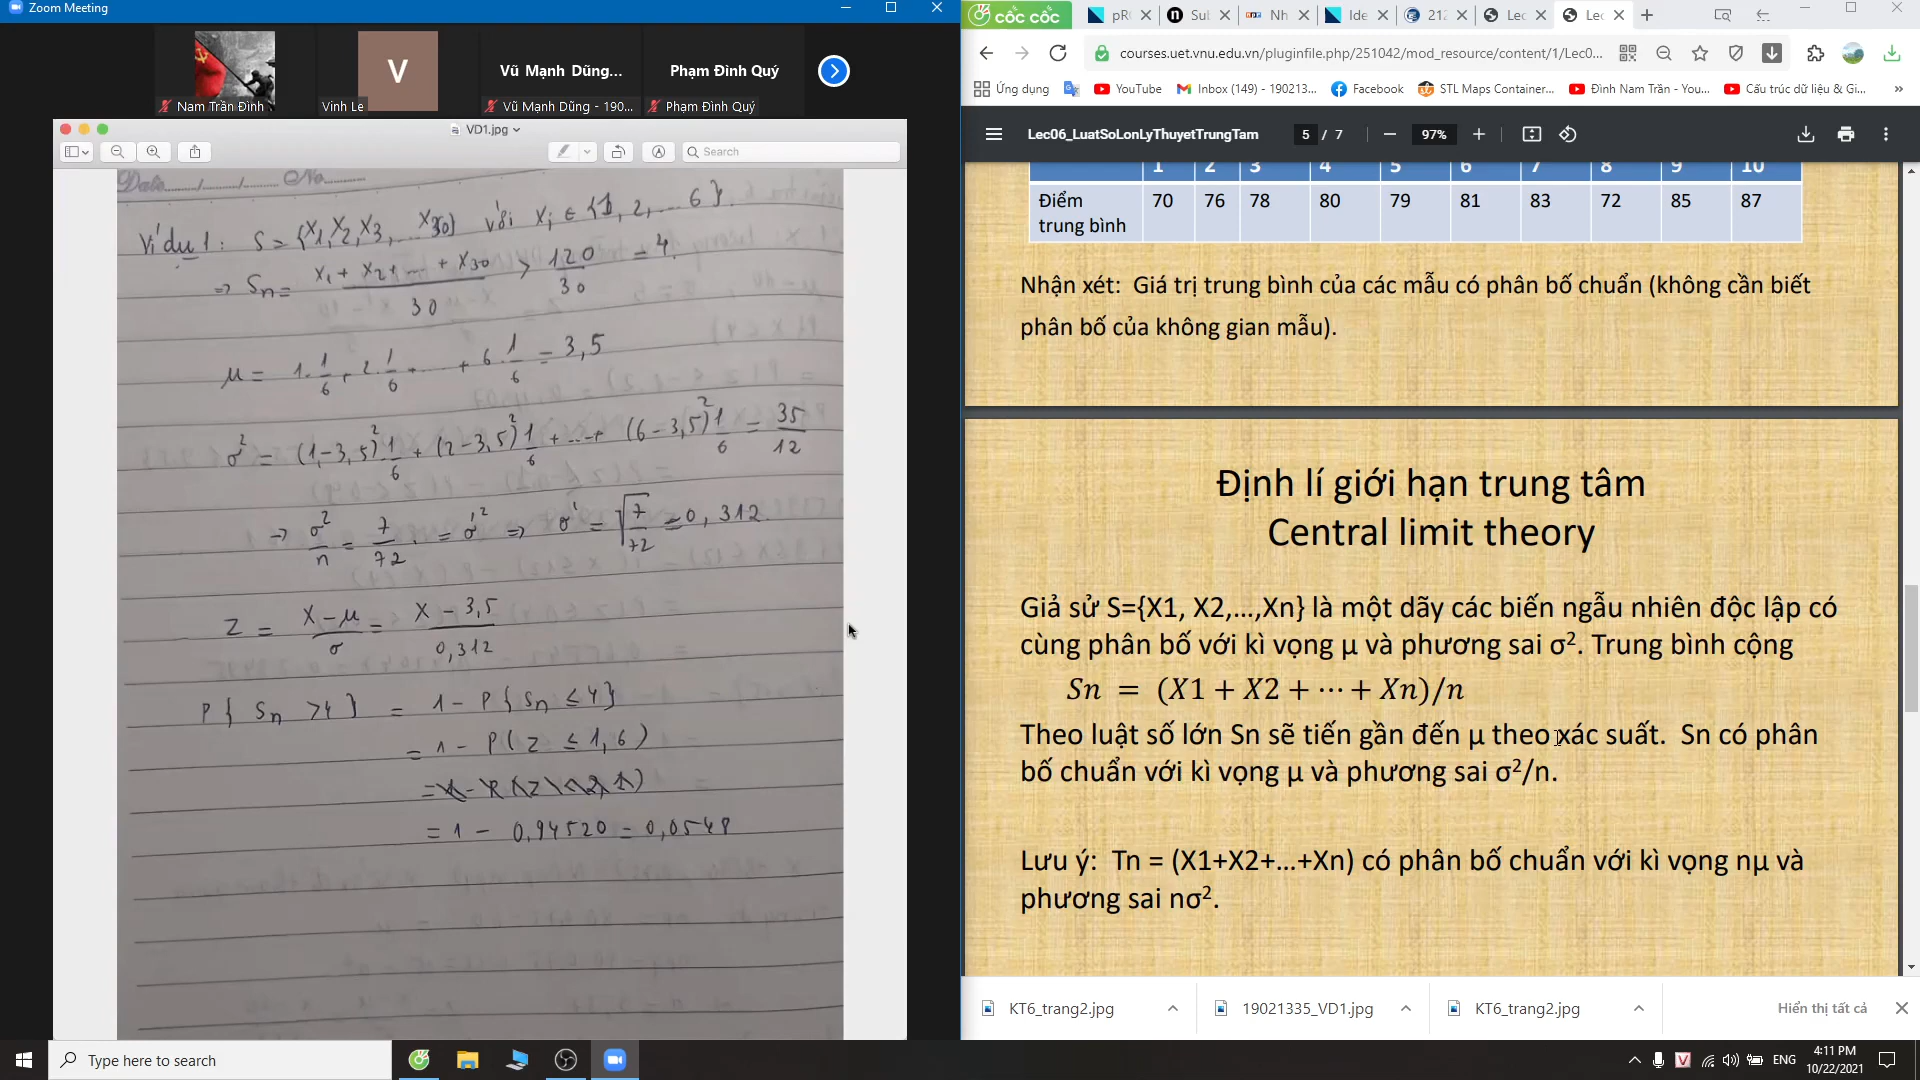 Zoom Meeting
Nam Trần Đình
V
Vinh Le
Vũ Mạnh Dũng...
Vũ Mạnh Dũng - 190...
Phạm Đình Quý
Phạm Đình Quý
VD1.jpg
Search
Date......./......./........... No..........
Ví dụ 1: S = {X1, X2, X3, ... X30} với Xi ∈ {1, 2, ... 6}.
⇒ Sn = (X1 + X2 + ... + X30)/30 > 120/30 = 4.
μ = 1.1/6 + 2.1/6 + ... + 6.1/6 = 3,5
σ² = (1-3,5)² 1/6 + (2-3,5)² 1/6 + ... + (6-3,5)² 1/6 = 35/12
→ σ²/n = 7/72 = σ'² ⇒ σ' = √(7/72) = 0,312.
Z = (X - μ)/σ = (X - 3,5)/0,312
P{ Sn > 4 } = 1 - P{ Sn ≤ 4 }
= 1 - P( Z ≤ 1,6 )
= 1 - 0,94520 = 0,0548
cốc cốc
pR
Sul
Nh
Ide
212
Lec
Lec
courses.uet.vnu.edu.vn/pluginfile.php/251042/mod_resource/content/1/Lec0...
Ứng dụng
YouTube
Inbox (149) - 190213...
Facebook
STL Maps Container...
Đình Nam Trần - You...
Cấu trúc dữ liệu & Gi...
»
Lec06_LuatSoLonLyThuyetTrungTam
5 / 7
97%
1 2 3 4 5 6 7 8 9 10
Điểm trung bình 70 76 78 80 79 81 83 72 85 87
Nhận xét: Giá trị trung bình của các mẫu có phân bố chuẩn (không cần biết
phân bố của không gian mẫu).
Định lí giới hạn trung tâm
Central limit theory
Giả sử S={X1, X2,...,Xn} là một dãy các biến ngẫu nhiên độc lập có
cùng phân bố với kì vọng μ và phương sai σ². Trung bình cộng
Sn = (X1 + X2 + ⋯ + Xn)/n
Theo luật số lớn Sn sẽ tiến gần đến μ theo xác suất. Sn có phân
bố chuẩn với kì vọng μ và phương sai σ²/n.
Lưu ý: Tn = (X1+X2+...+Xn) có phân bố chuẩn với kì vọng nμ và
phương sai nσ².
KT6_trang2.jpg
19021335_VD1.jpg
KT6_trang2.jpg
Hiển thị tất cả
Type here to search
V
ENG
4:11 PM
10/22/2021